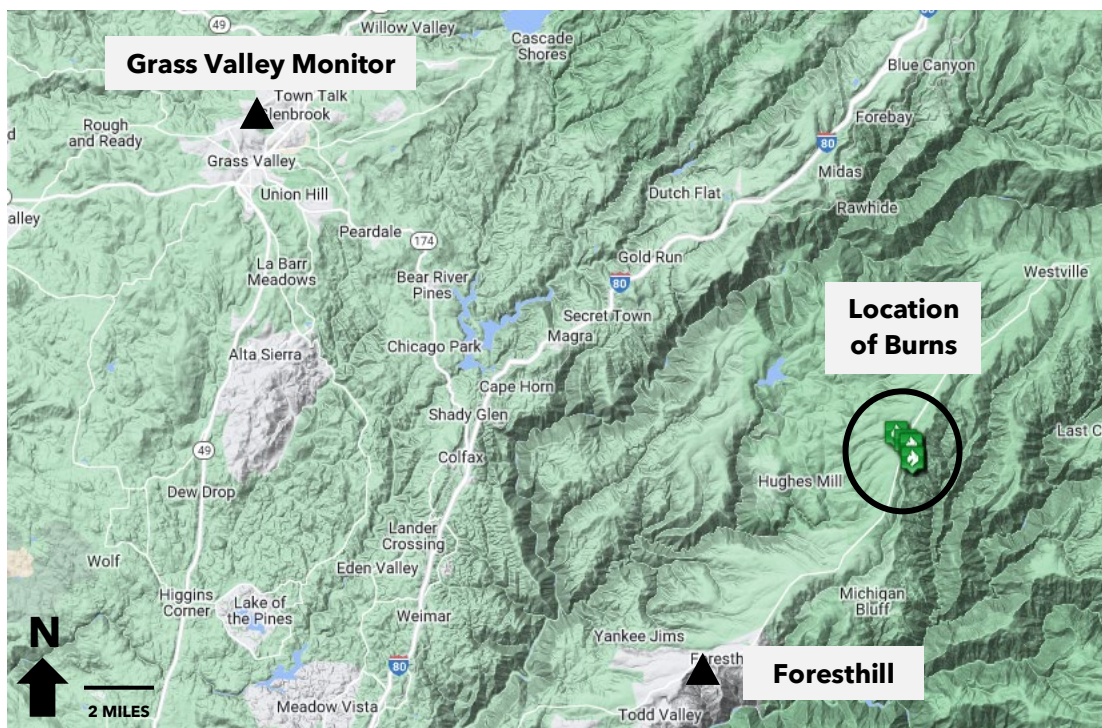 49
Willow Valley
Cascade
Shores
80
Grass Valley Monitor
Blue Canyon
Town Talk
Glenbrook
Rough
and Ready
Forebay
80
Grass Valley
Midas
Union Hill
Dutch Flat
Rawhide
alley
Peardale
174
Gold Run
La Barr
Meadows
Bear River
Pines
80
Westville
Location
of Burns
Secret Town
Magra
Chicago Park
Alta Sierra
Cape Horn
Shady Glen
Last C
49
Colfax
Hughes Mill
Dew Drop
Lander
Crossing
Wolf
Eden Valley
Higgins
Corner
Lake of
the Pines
Weimar
Michigan
Bluff
N
Yankee Jims
80
Foresth
Foresthill
2 MILES
Meadow Vista
Todd Valley